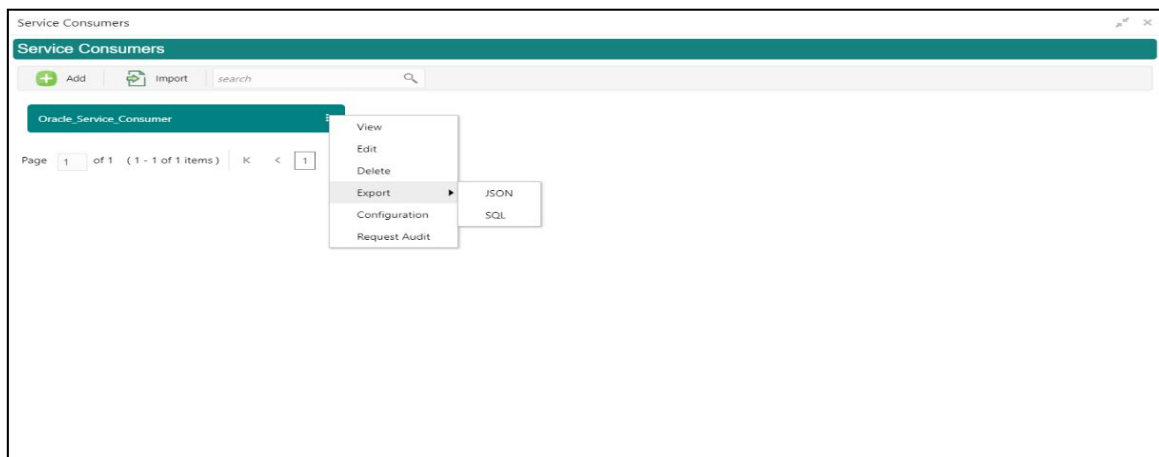 Service Consumers
Service Consumers
Add Import search
Oracle_Service_Consumer
View
Edit
Page 1 of 1 ( 1 - 1 of 1 items ) K < 1
Delete
Export JSON
Configuration SQL
Request Audit